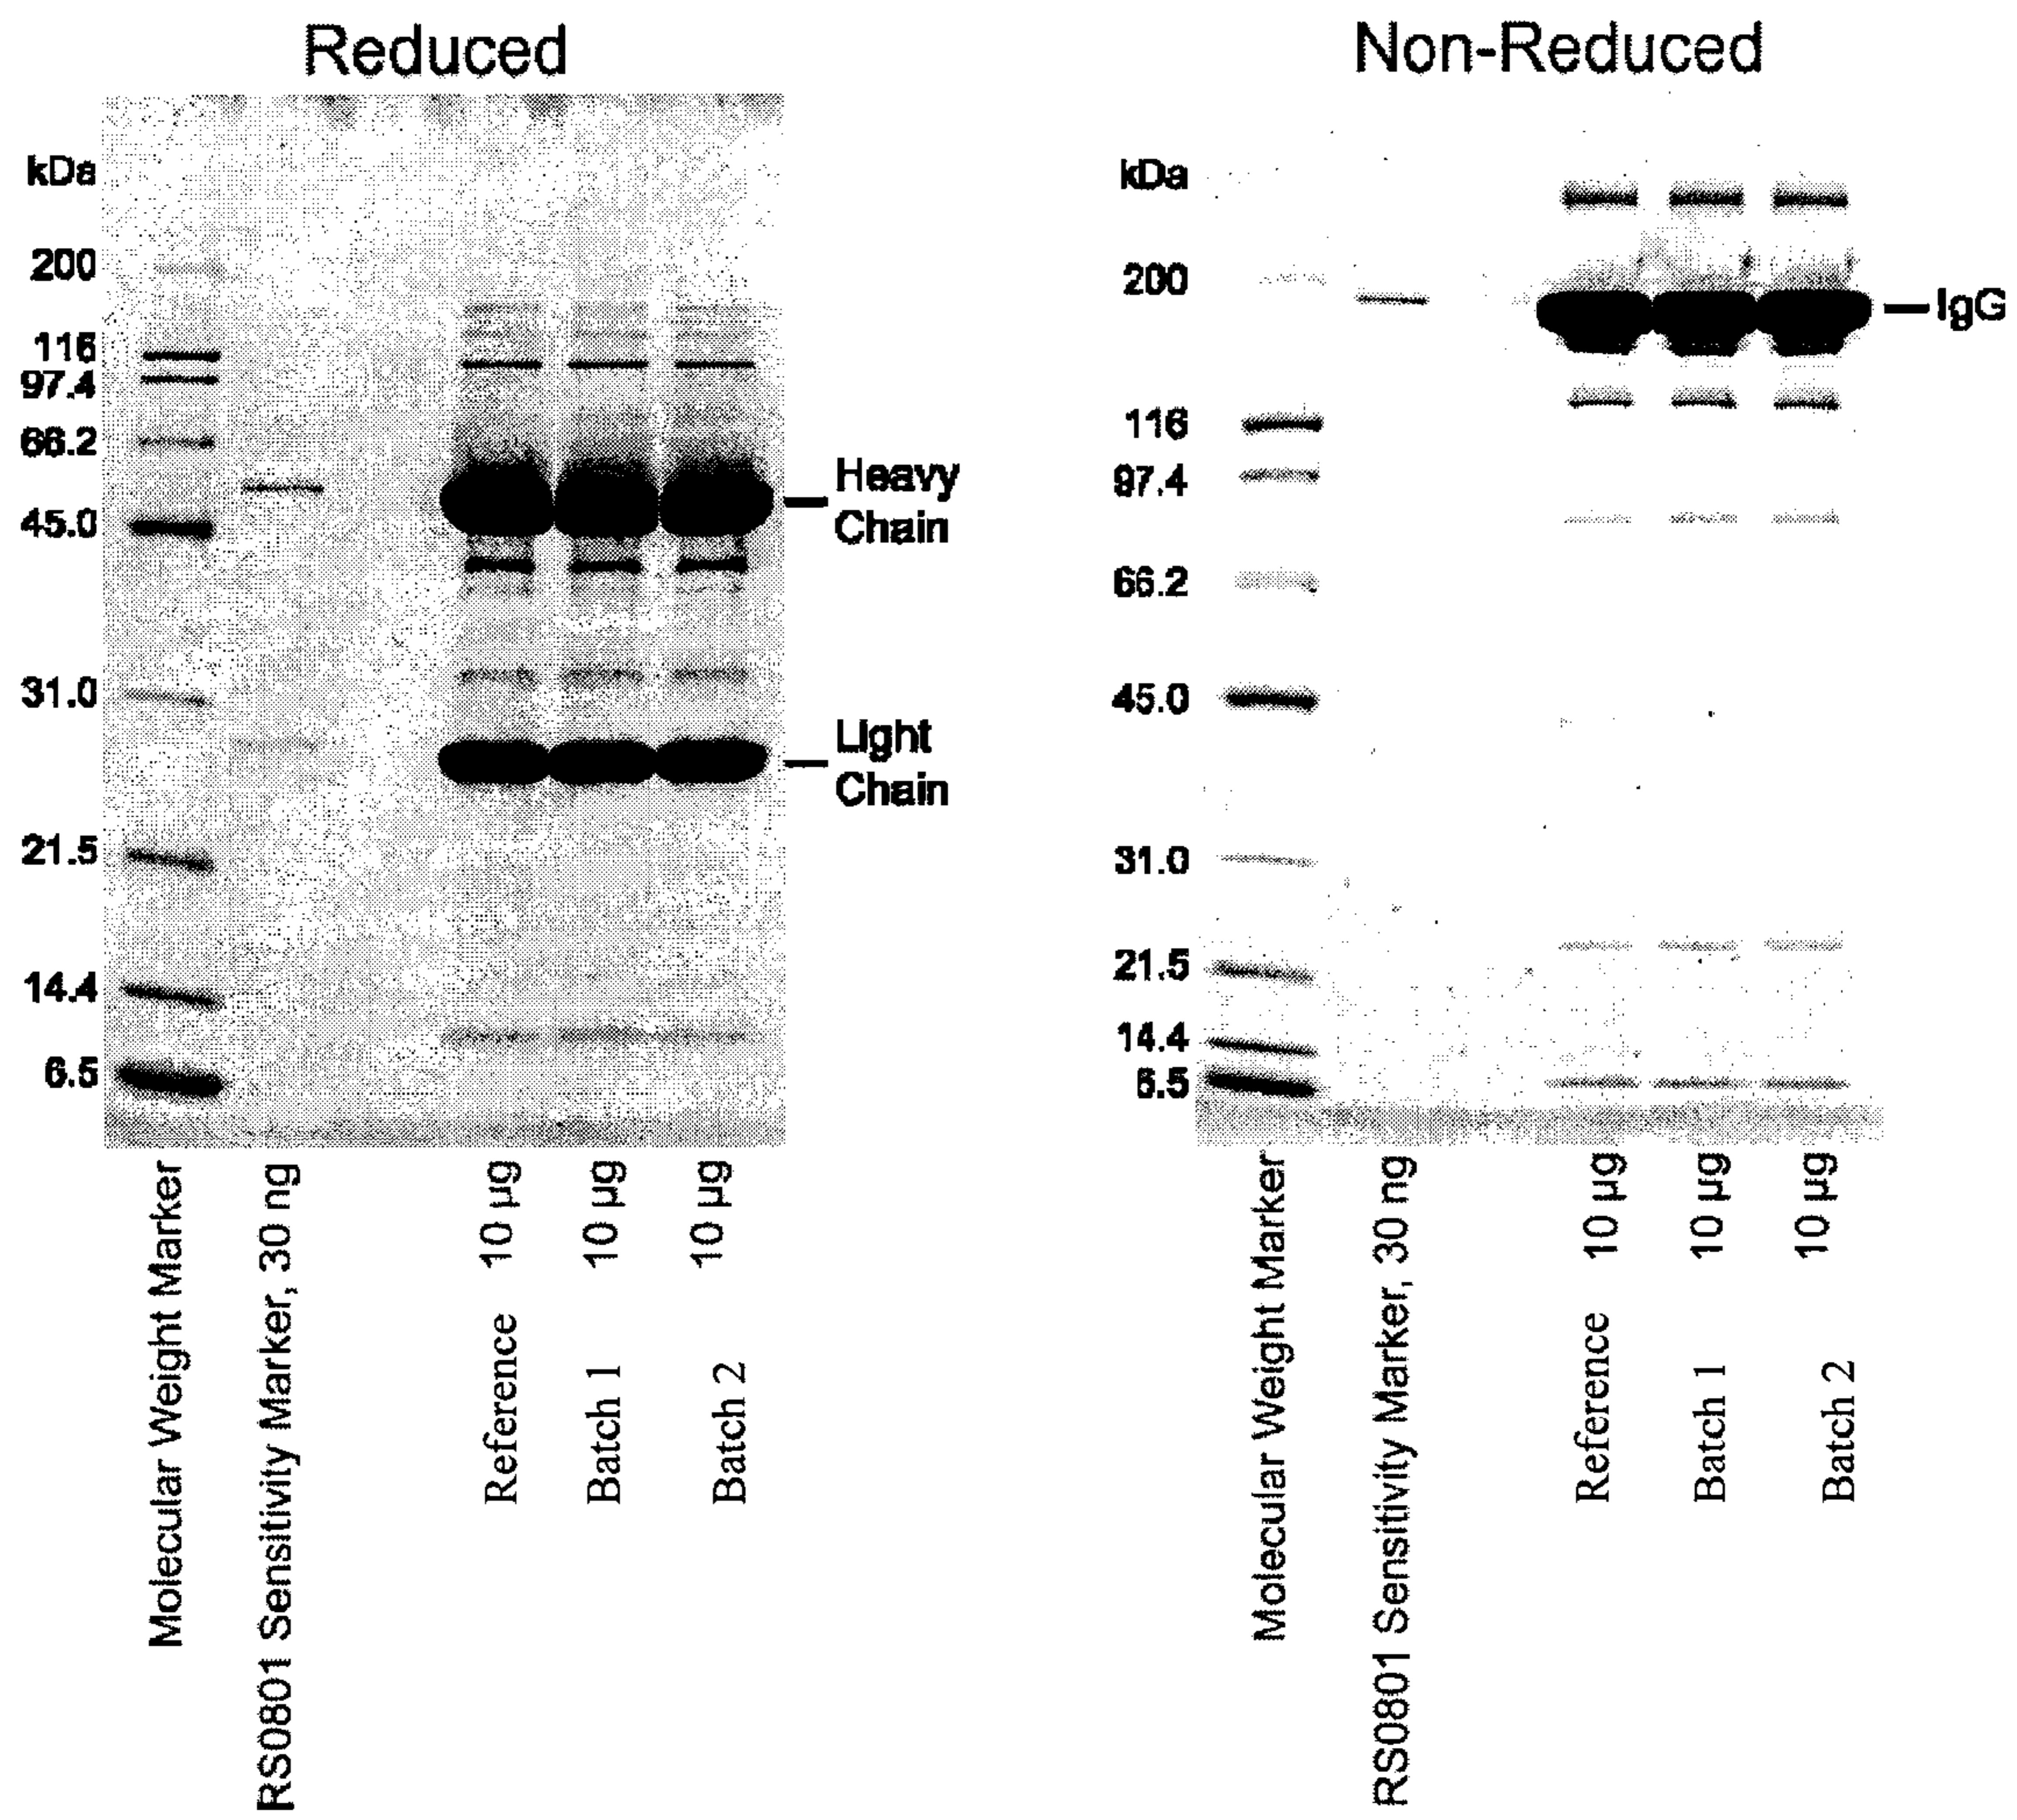 Reduced
kDa
200
116
97.4
66.2
45.0
31.0
21.5
14.4
6.5
Heavy
Chain
Light
Chain
Molecular Weight Marker
RS0801 Sensitivity Marker, 30 ng
Reference 10 µg
Batch 1 10 µg
Batch 2 10 µg
Non-Reduced
kDa
200
116
97.4
66.2
45.0
31.0
21.5
14.4
6.5
IgG
Molecular Weight Marker
RS0801 Sensitivity Marker, 30 ng
Reference 10 µg
Batch 1 10 µg
Batch 2 10 µg